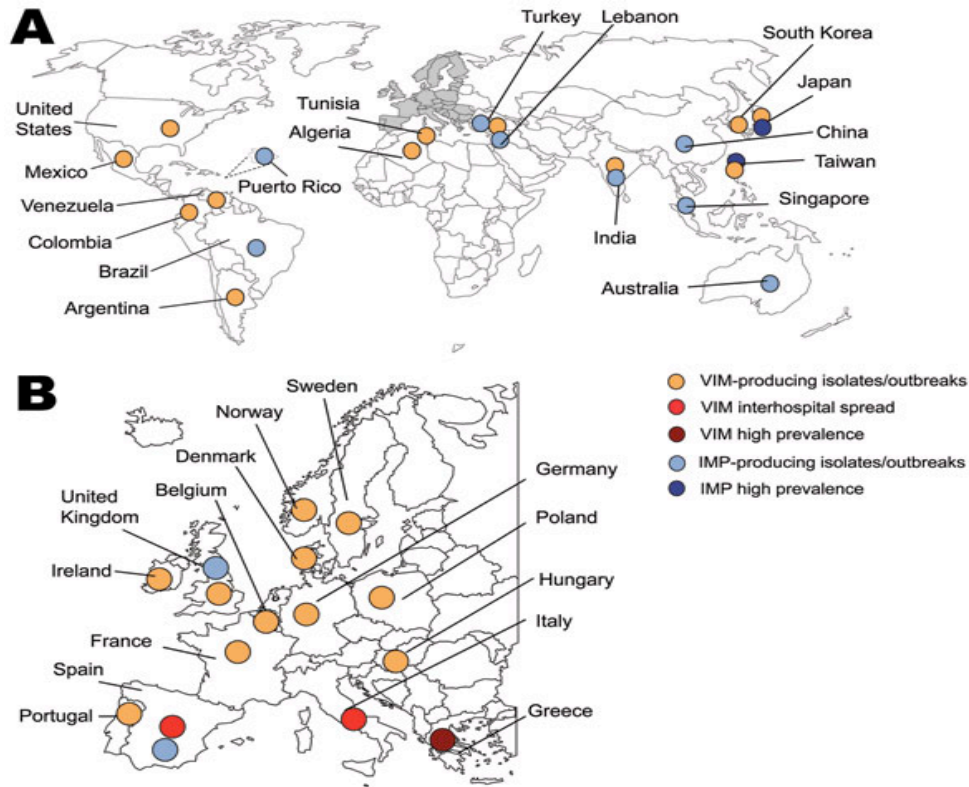 A
Turkey
Lebanon
South Korea
Japan
United
States
Tunisia
Algeria
China
Mexico
Taiwan
Puerto Rico
Venezuela
Singapore
Colombia
India
Brazil
Australia
Argentina
B
Sweden
Norway
Denmark
Belgium
United
Kingdom
Ireland
France
Spain
Portugal
Germany
Poland
Hungary
Italy
Greece
VIM-producing isolates/outbreaks
VIM interhospital spread
VIM high prevalence
IMP-producing isolates/outbreaks
IMP high prevalence